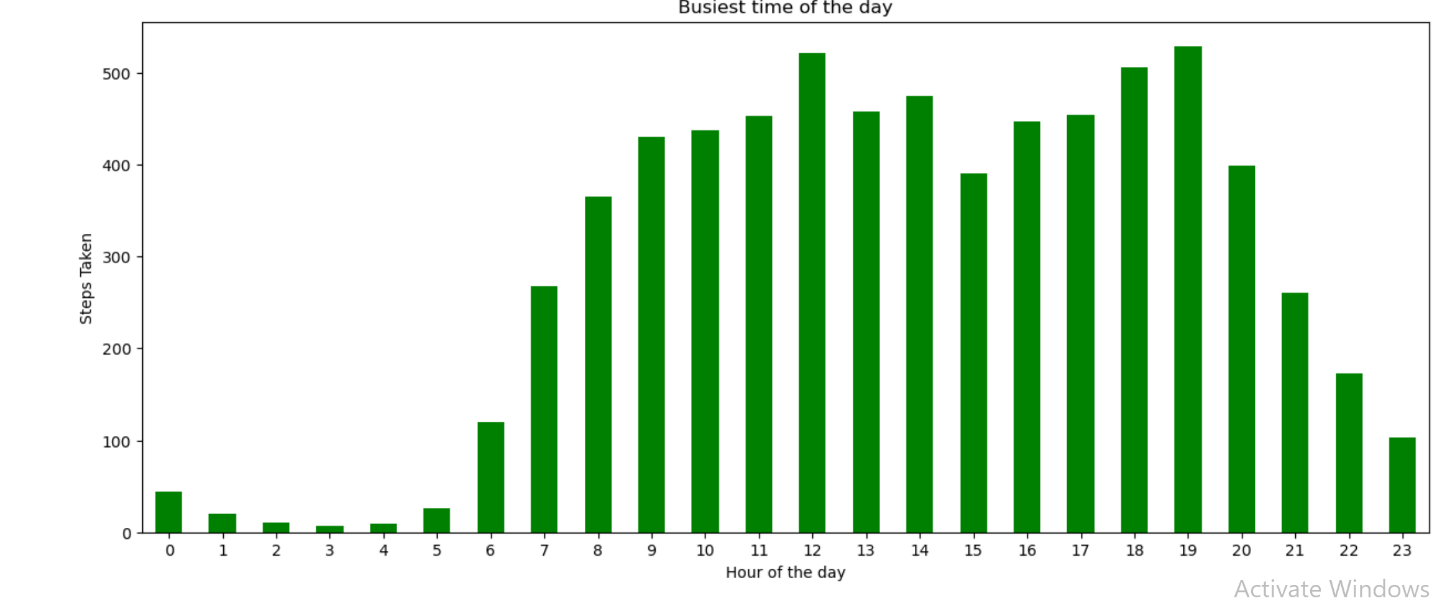 Busiest time of the day
Steps Taken
500
400
300
200
100
0
0 1 2 3 4 5 6 7 8 9 10 11 12 13 14 15 16 17 18 19 20 21 22 23
Hour of the day
Activate Windows